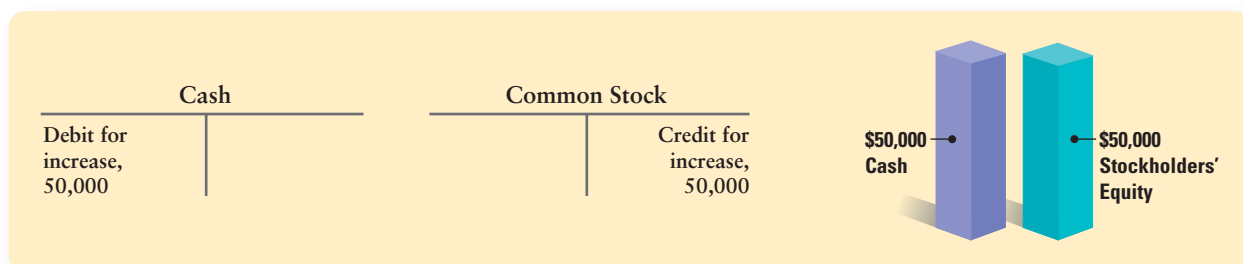 Cash
Debit for
increase,
50,000
Common Stock
Credit for
increase,
50,000
$50,000
Cash
$50,000
Stockholders’
Equity